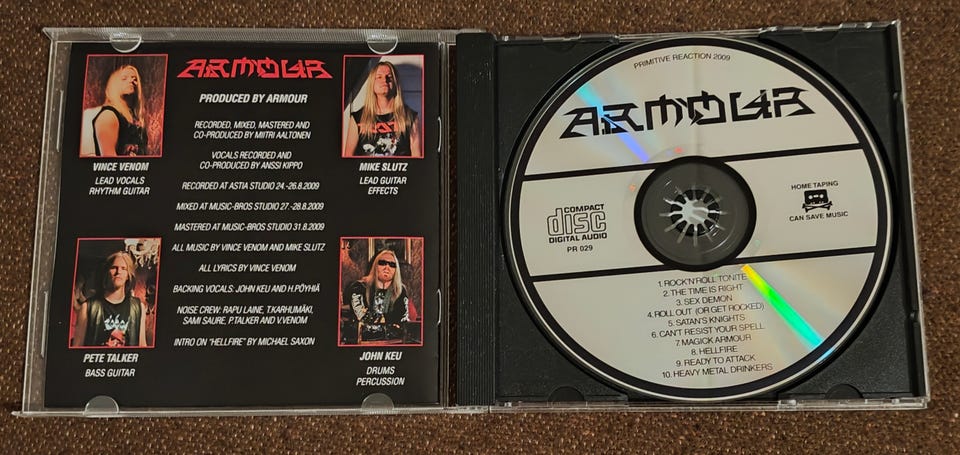 ARMOUR
PRODUCED BY ARMOUR
RECORDED, MIXED, MASTERED AND
CO-PRODUCED BY MIITRI AALTONEN
VOCALS RECORDED AND
CO-PRODUCED BY ANSSI KIPPO
RECORDED AT ASTIA STUDIO 24.-26.8.2009
MIXED AT MUSIC-BROS STUDIO 27.-28.8.2009
MASTERED AT MUSIC-BROS STUDIO 31.8.2009
ALL MUSIC BY VINCE VENOM AND MIKE SLUTZ
ALL LYRICS BY VINCE VENOM
BACKING VOCALS: JOHN KEU AND H.PÖYHIÄ
NOISE CREW: RAPU LAINE, T.KARHUMÄKI,
SAMI SAURE, P.TALKER AND V.VENOM
INTRO ON "HELLFIRE" BY MICHAEL SAXON
VINCE VENOM
LEAD VOCALS
RHYTHM GUITAR
MIKE SLUTZ
LEAD GUITAR
EFFECTS
PETE TALKER
BASS GUITAR
JOHN KEU
DRUMS
PERCUSSION
PRIMITIVE REACTION 2009
ARMOUR
COMPACT
disc
DIGITAL AUDIO
PR 029
HOME TAPING
CAN SAVE MUSIC
1. ROCK'N'ROLL TONITE
2. THE TIME IS RIGHT
3. SEX DEMON
4. ROLL OUT (OR GET ROCKED)
5. SATAN'S KNIGHTS
6. CAN'T RESIST YOUR SPELL
7. MAGICK ARMOUR
8. HELLFIRE
9. READY TO ATTACK
10. HEAVY METAL DRINKERS